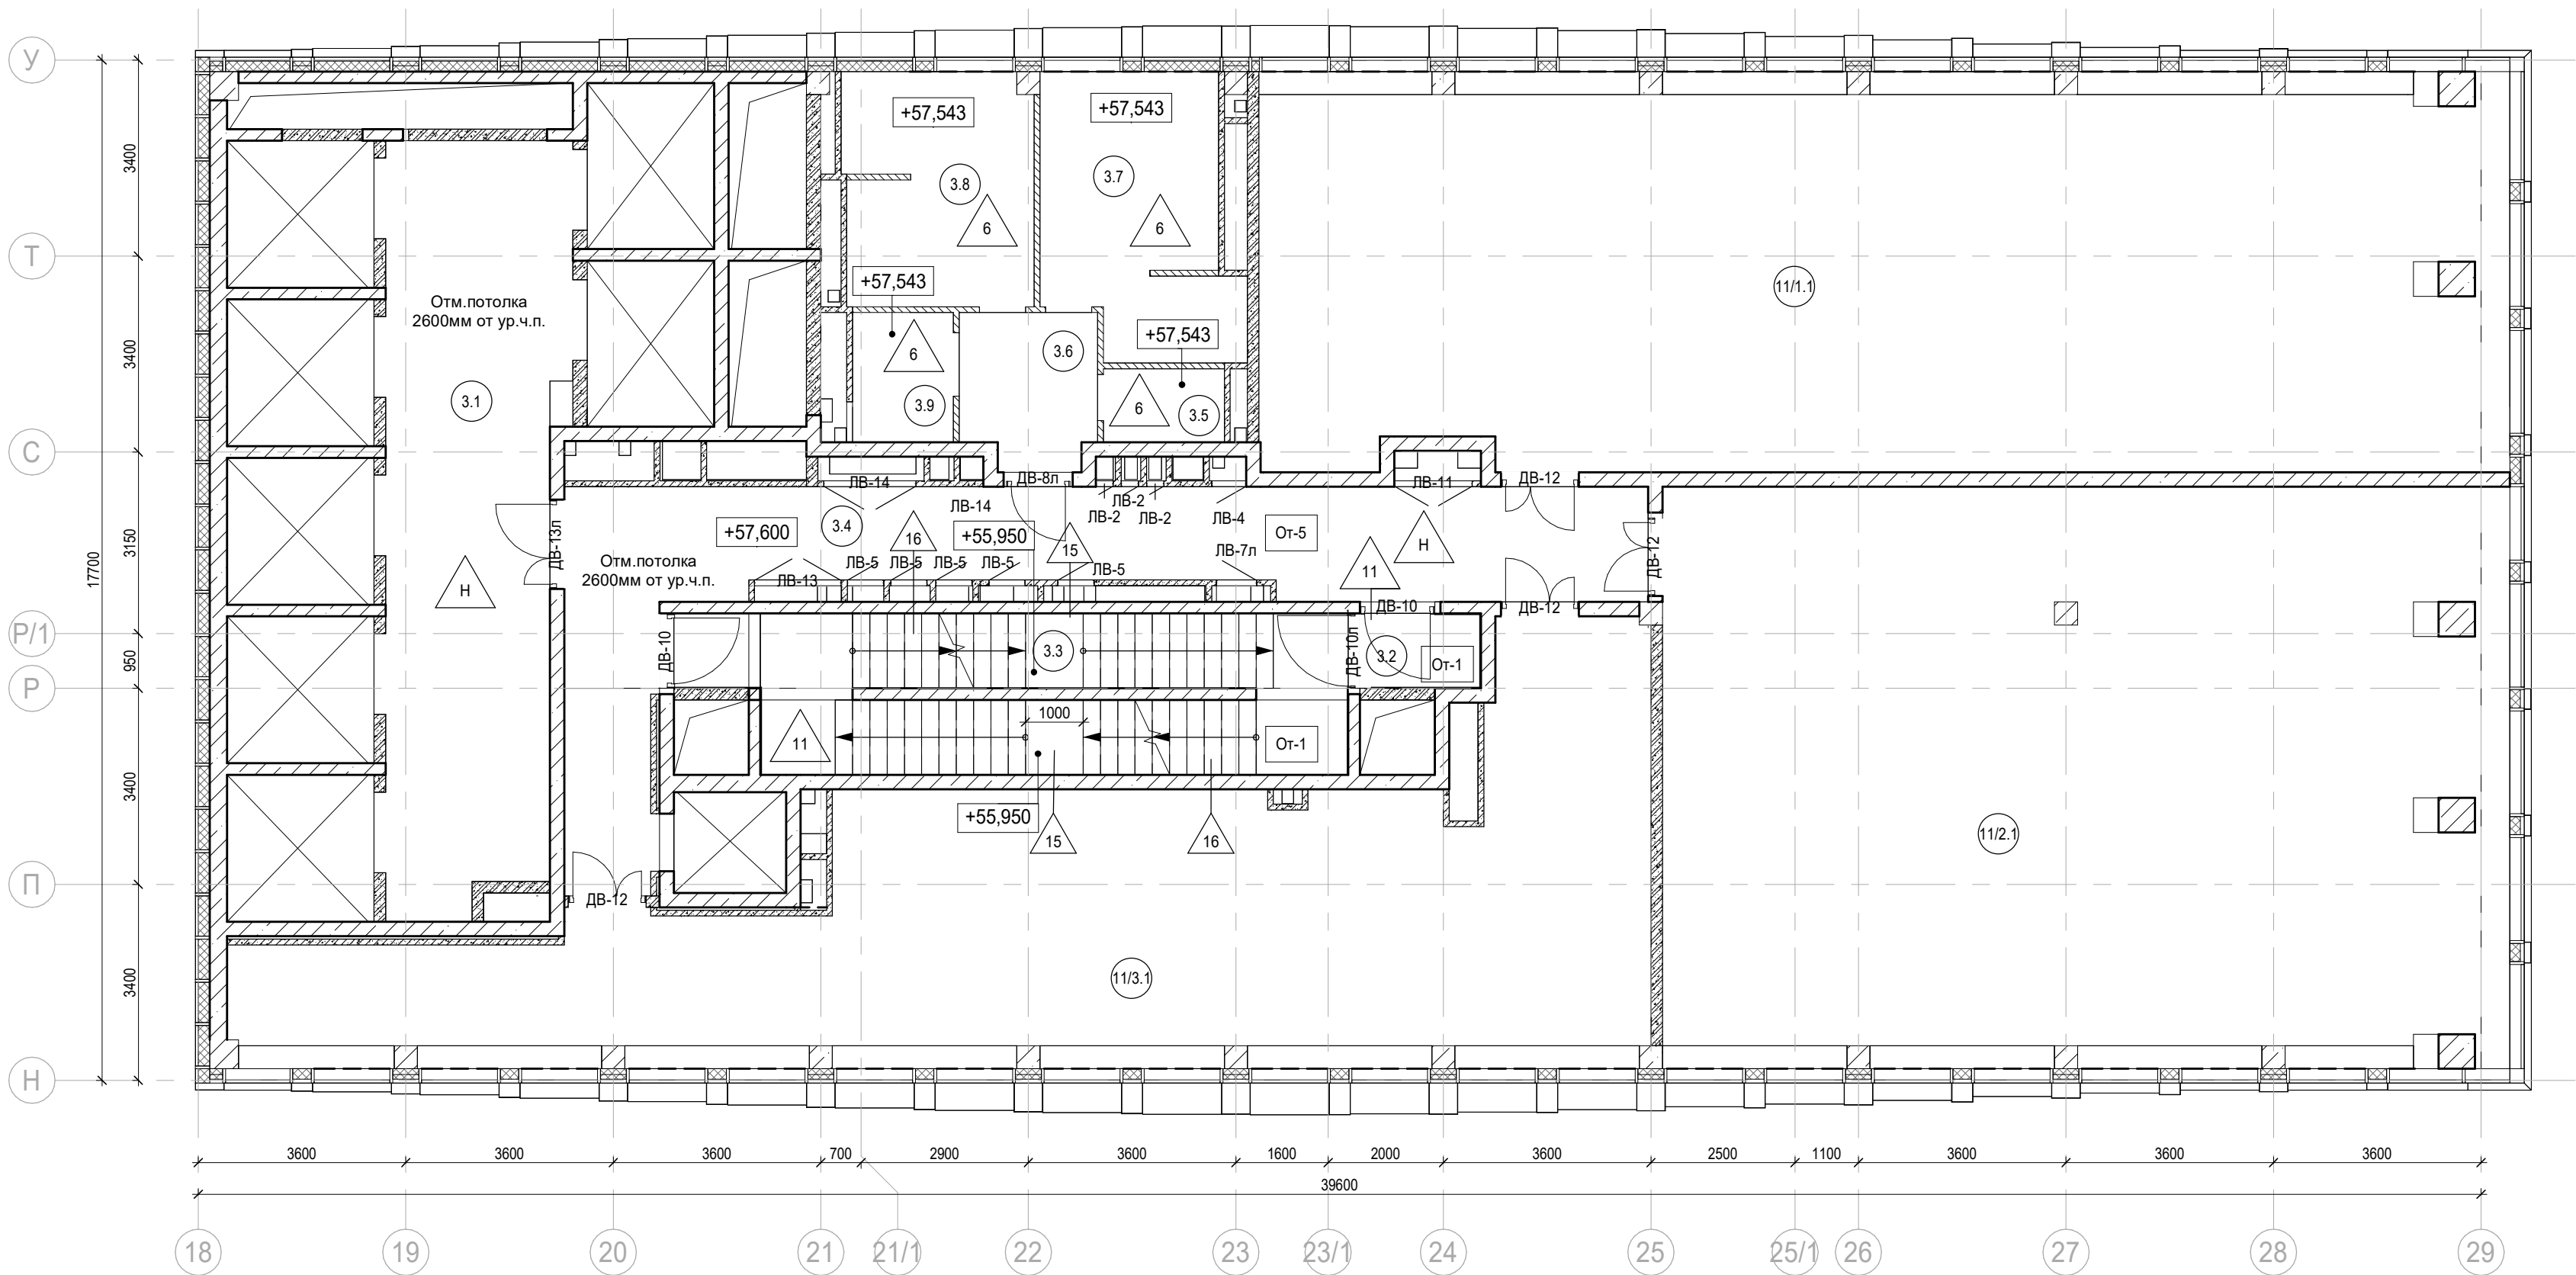 У
Т
С
Р/1
Р
П
Н
3400
3400
3150
950
3400
3400
17700
+57,543
+57,543
3.8
3.7
6
6
+57,543
6
3.9
3.6
+57,543
6
3.5
11/1.1
Отм.потолка
2600мм от ур.ч.п.
3.1
Н
ДВ-13л
ЛВ-14
ЛВ-14
ДВ-8л
ЛВ-2
ЛВ-2
ЛВ-2
ЛВ-4
ЛВ-11
ДВ-12
+57,600
3.4
16
+55,950
15
От-5
Н
ДВ-12
Отм.потолка
2600мм от ур.ч.п.
ЛВ-13
ЛВ-5
ЛВ-5
ЛВ-5
ЛВ-5
ЛВ-5
ЛВ-7л
11
ДВ-10
ДВ-12
ДВ-10
3.3
ДВ-10л
3.2
От-1
1000
11
От-1
+55,950
15
16
11/2.1
ДВ-12
11/3.1
3600
3600
3600
700
2900
3600
1600
2000
3600
2500
1100
3600
3600
3600
39600
18
19
20
21
21/1
22
23
23/1
24
25
25/1
26
27
28
29